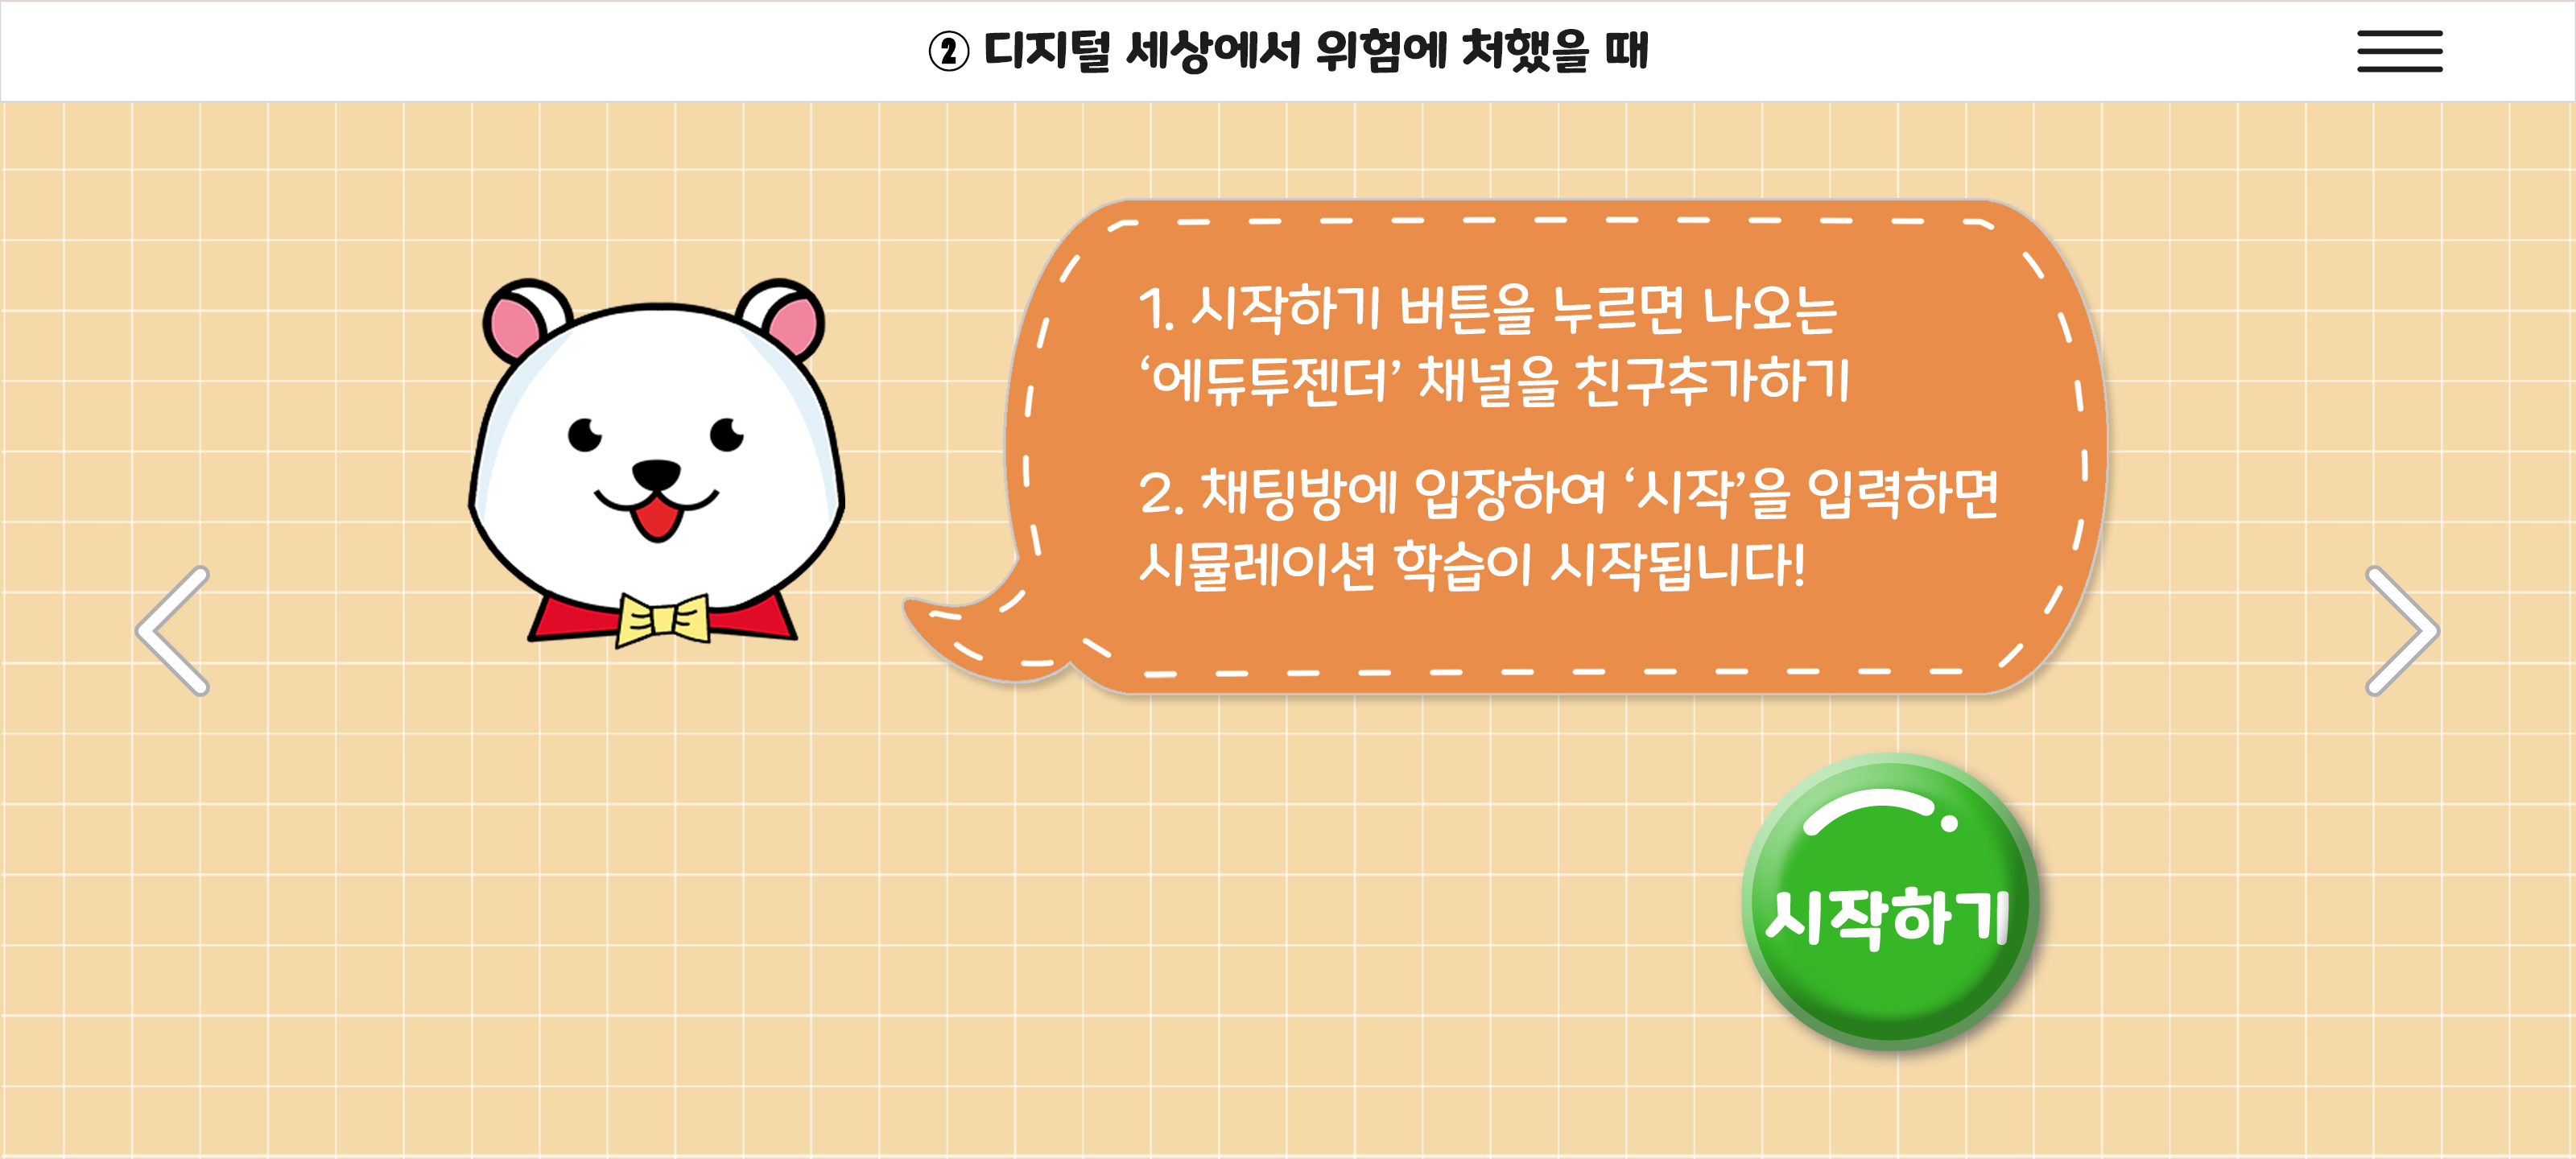 ② 디지털 세상에서 위험에 처했을 때
1. 시작하기 버튼을 누르면 나오는
‘에듀투젠더’ 채널을 친구추가하기
2. 채팅방에 입장하여 ‘시작’을 입력하면
시뮬레이션 학습이 시작됩니다!
시작하기